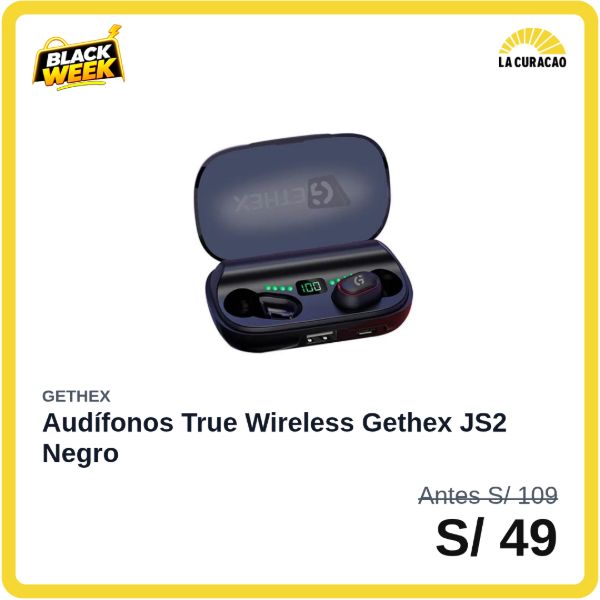 BLACK
WEEK
LA CURACAO
GETHEX
100
G
GETHEX
Audífonos True Wireless Gethex JS2
Negro
Antes S/ 109
S/ 49